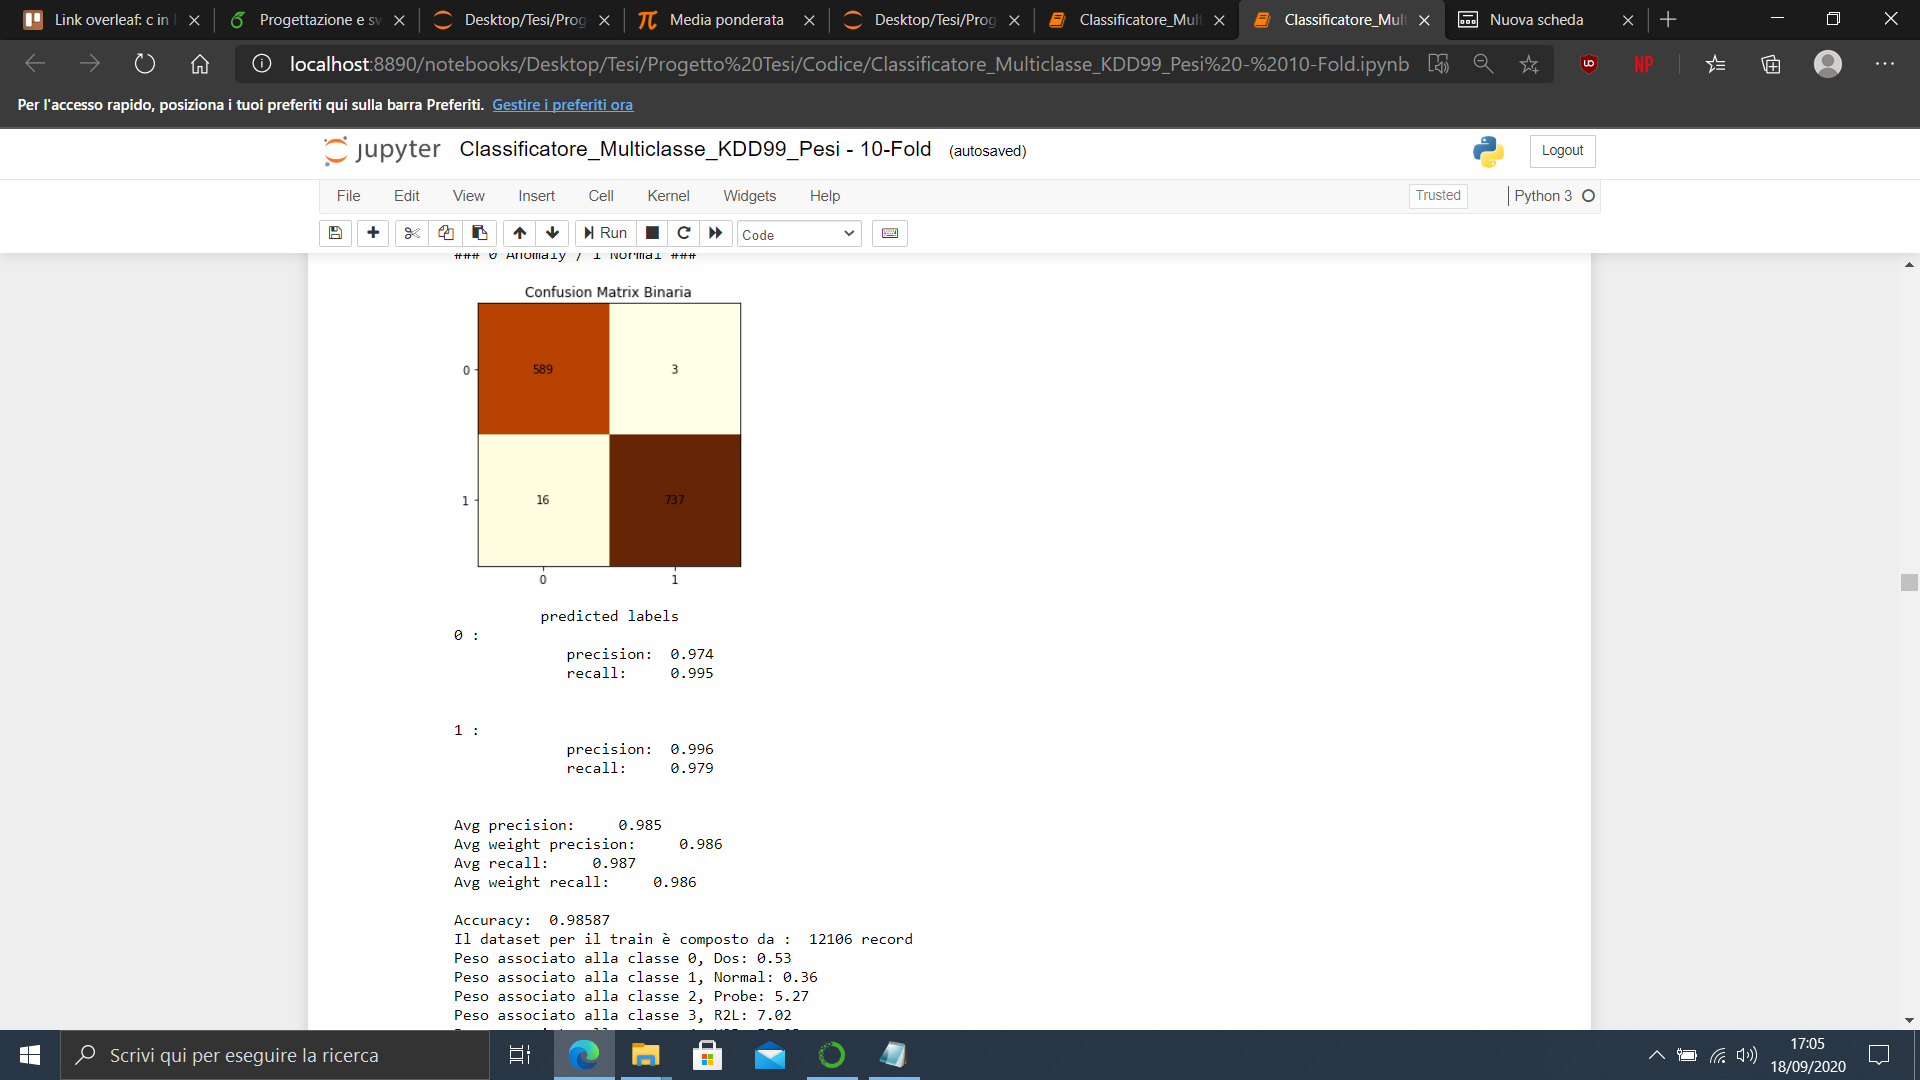 Link overleaf: c in
Progettazione e sv
Desktop/Tesi/Prog
Media ponderata
Desktop/Tesi/Prog
Classificatore_Mult
Classificatore_Mult
Nuova scheda
localhost:8890/notebooks/Desktop/Tesi/Progetto%20Tesi/Codice/Classificatore_Multiclasse_KDD99_Pesi%20-%2010-Fold.ipynb
NP
Per l'accesso rapido, posiziona i tuoi preferiti qui sulla barra Preferiti. Gestire i preferiti ora
jupyter Classificatore_Multiclasse_KDD99_Pesi - 10-Fold (autosaved)
Logout
File Edit View Insert Cell Kernel Widgets Help
Trusted
Python 3
Run
Code
### 0 Anomaly / 1 Normal ###
Confusion Matrix Binaria
0 589 3
1 16 737
0 1
predicted labels
0 :
precision: 0.974
recall: 0.995
1 :
precision: 0.996
recall: 0.979
Avg precision: 0.985
Avg weight precision: 0.986
Avg recall: 0.987
Avg weight recall: 0.986
Accuracy: 0.98587
Il dataset per il train è composto da : 12106 record
Peso associato alla classe 0, Dos: 0.53
Peso associato alla classe 1, Normal: 0.36
Peso associato alla classe 2, Probe: 5.27
Peso associato alla classe 3, R2L: 7.02
Scrivi qui per eseguire la ricerca
17:05
18/09/2020